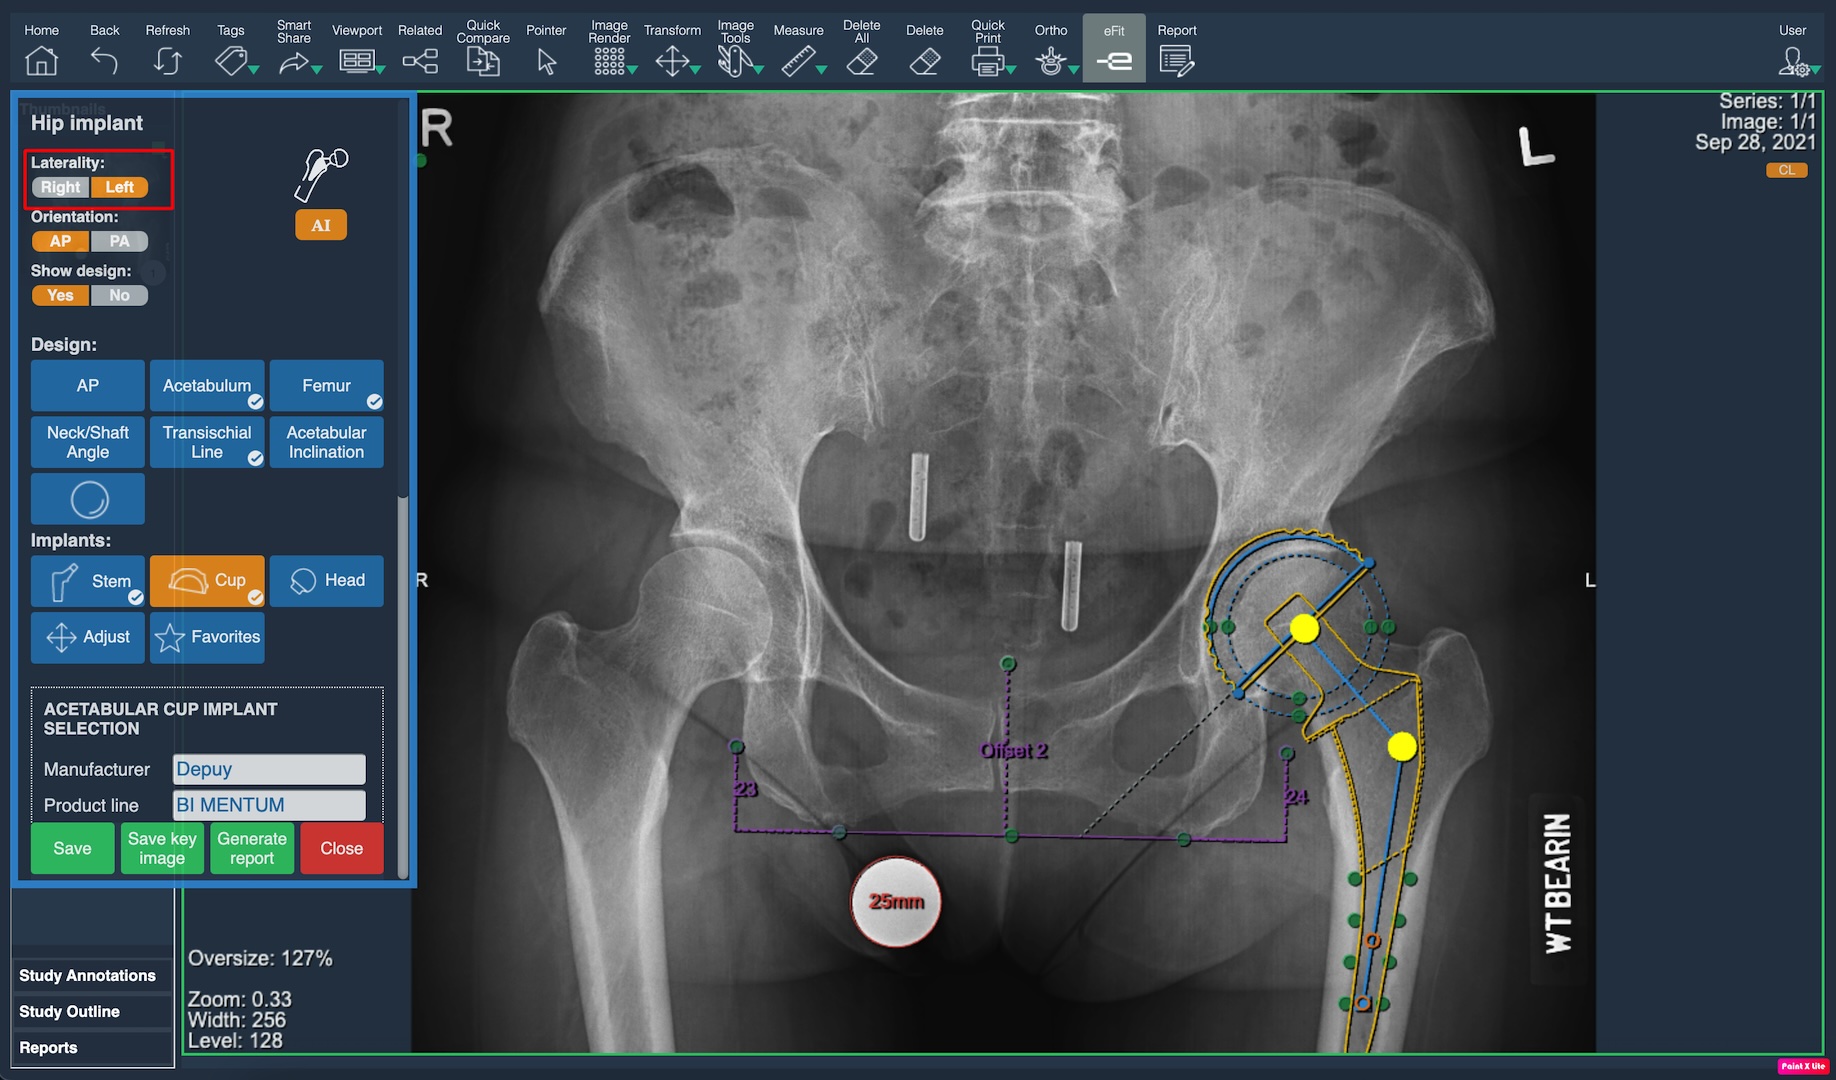 Home
Back
Refresh
Tags
Smart
Share
Viewport
Related
Quick
Compare
Pointer
Image
Render
Transform
Image
Tools
Measure
Delete
All
Delete
Quick
Print
Ortho
eFit
Report
User
Thumbnails
Hip implant
Laterality:
Right Left
Orientation:
AP PA
Show design:
Yes No
AI
Design:
AP
Acetabulum
Femur
Neck/Shaft
Angle
Transischial
Line
Acetabular
Inclination
Implants:
Stem
Cup
Head
Adjust
Favorites
ACETABULAR CUP IMPLANT
SELECTION
Manufacturer Depuy
Product line BI MENTUM
Save
Save key
image
Generate
report
Close
Study Annotations
Study Outline
Reports
R
L
Series: 1/1
Image: 1/1
Sep 28, 2021
CL
R
L
Offset 2
23
24
25mm
WTBEARIN
Oversize: 127%
Zoom: 0.33
Width: 256
Level: 128
Paint X Lite